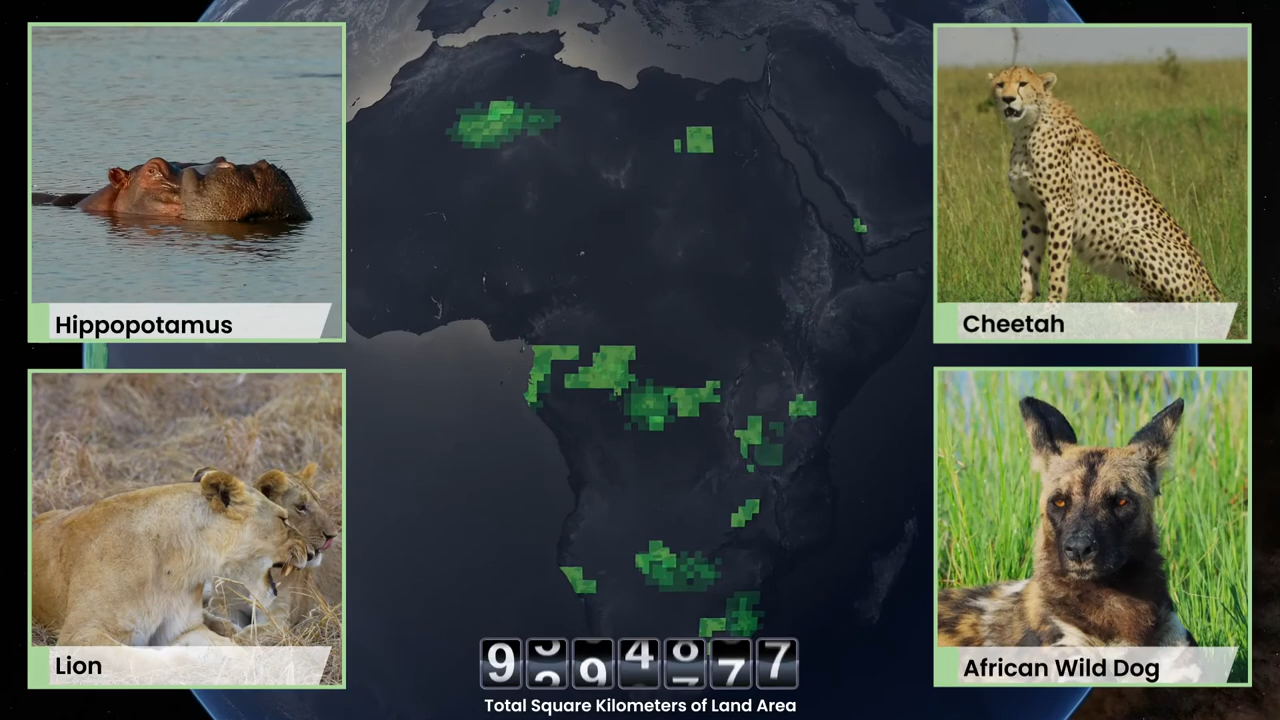 Hippopotamus
Cheetah
Lion
African Wild Dog
Total Square Kilometers of Land Area